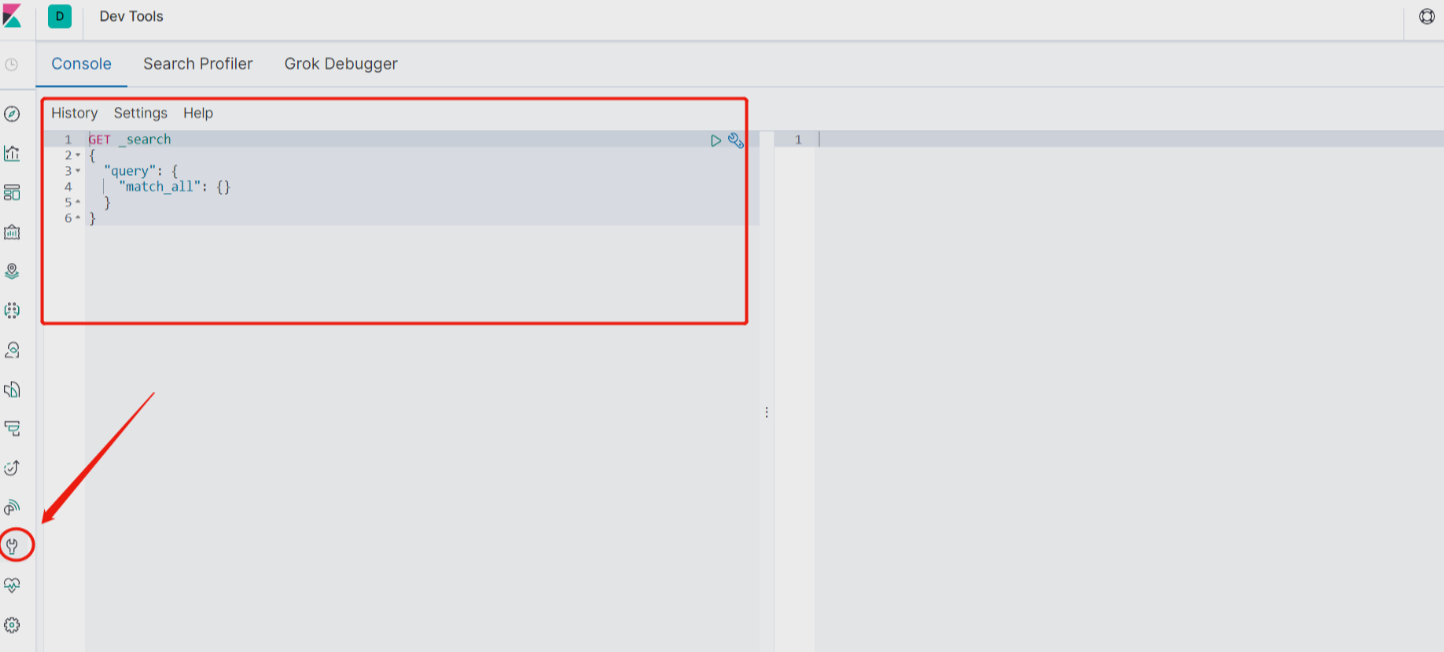 D Dev Tools
Console Search Profiler Grok Debugger
History Settings Help
1 GET _search
2 {
3 "query": {
4 "match_all": {}
5 }
6 }
1